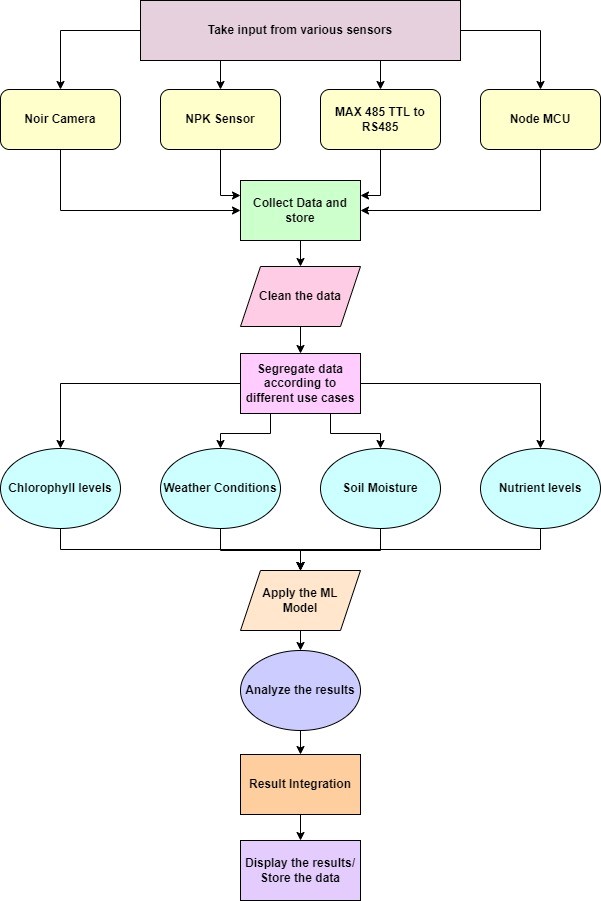 Take input from various sensors
Noir Camera
NPK Sensor
MAX 485 TTL to
RS485
Node MCU
Collect Data and
store
Clean the data
Segregate data
according to
different use cases
Chlorophyll levels
Weather Conditions
Soil Moisture
Nutrient levels
Apply the ML
Model
Analyze the results
Result Integration
Display the results/
Store the data